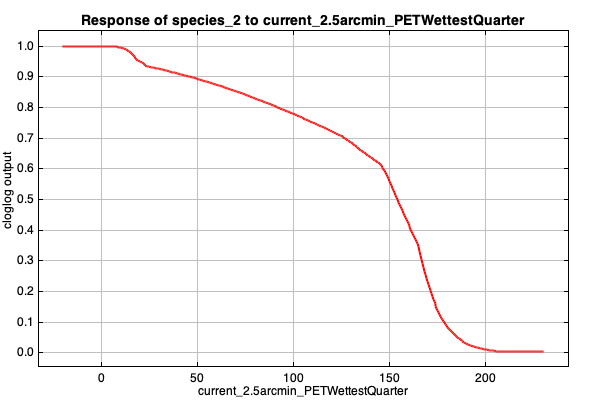 Response of species_2 to current_2.5arcmin_PETWettestQuarter
cloglog output
1.0
0.9
0.8
0.7
0.6
0.5
0.4
0.3
0.2
0.1
0.0
0 50 100 150 200
current_2.5arcmin_PETWettestQuarter